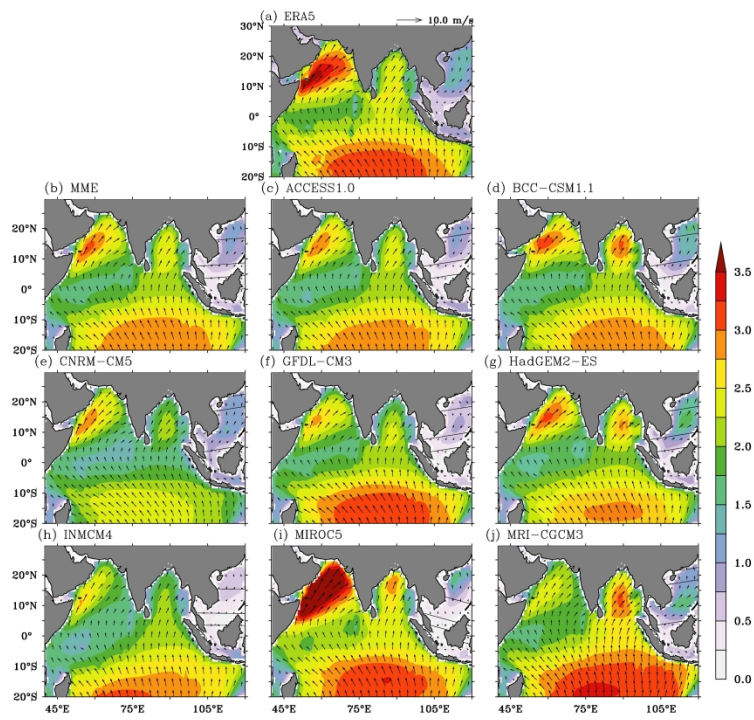 (a) ERA5 10.0 m/s
30°N
20°N
10°N
0°
10°S
20°S
(b) MME (c) ACCESS1.0 (d) BCC-CSM1.1
20°N
10°N
0°
10°S
20°S
(e) CNRM-CM5 (f) GFDL-CM3 (g) HadGEM2-ES
20°N
10°N
0°
10°S
20°S
(h) INMCM4 (i) MIROC5 (j) MRI-CGCM3
20°N
10°N
0°
10°S
20°S
45°E 75°E 105°E 45°E 75°E 105°E 45°E 75°E 105°E
3.5
3.0
2.5
2.0
1.5
1.0
0.5
0.0